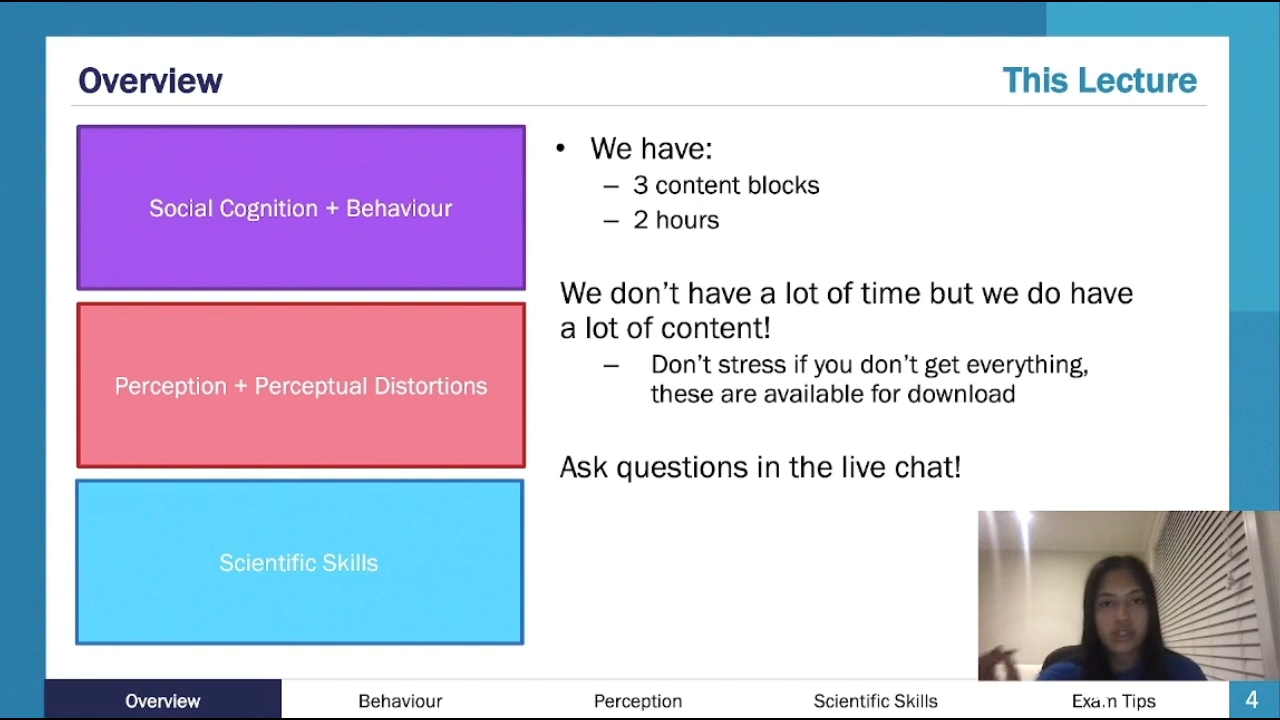 Overview
This Lecture
Social Cognition + Behaviour
Perception + Perceptual Distortions
Scientific Skills
• We have:
– 3 content blocks
– 2 hours
We don't have a lot of time but we do have
a lot of content!
– Don't stress if you don't get everything,
these are available for download
Ask questions in the live chat!
Overview
Behaviour
Perception
Scientific Skills
Exam Tips
4